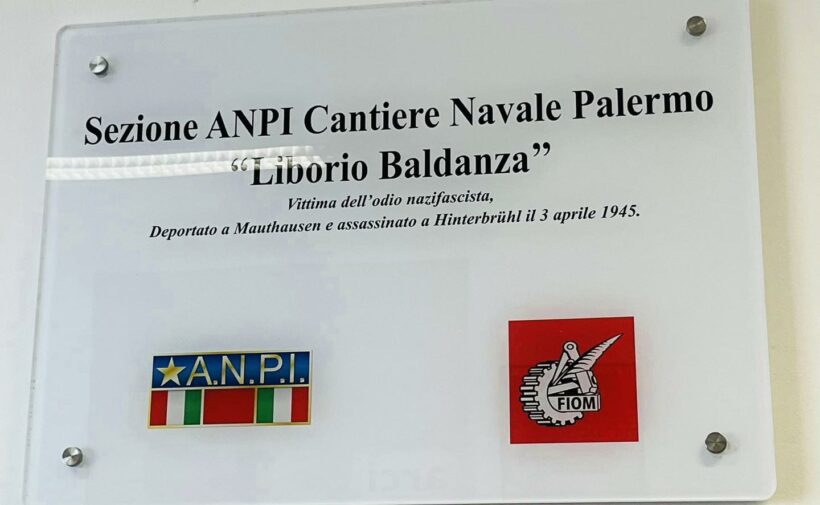 Sezione ANPI Cantiere Navale Palermo
“Liborio Baldanza”
Vittima dell’odio nazifascista,
Deportato a Mauthausen e assassinato a Hinterbrühl il 3 aprile 1945.
A.N.P.I.
FIOM